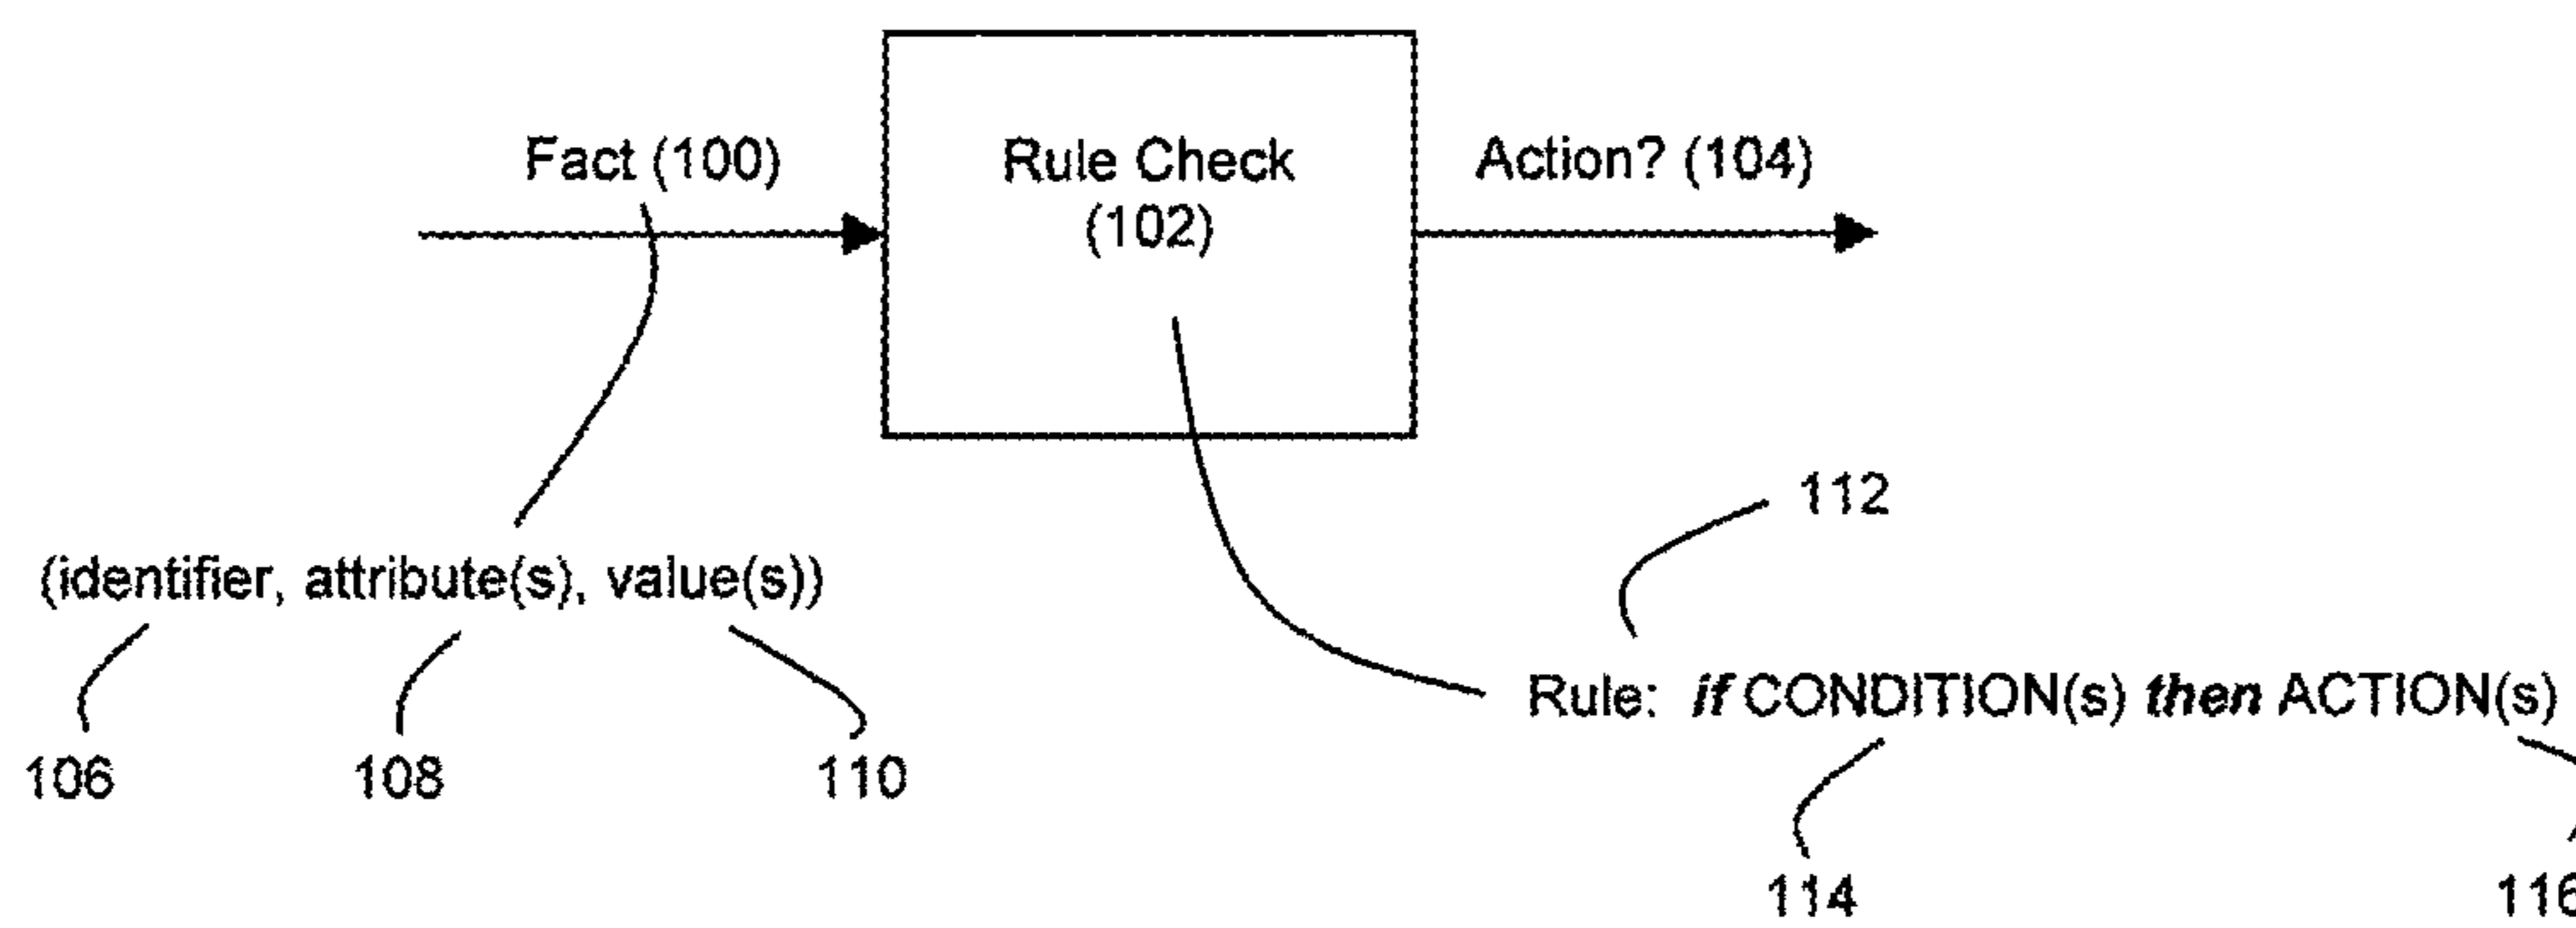 Fact (100)
Rule Check
(102)
Action? (104)
(identifier, attribute(s), value(s))
106
108
110
112
Rule: if CONDITION(s) then ACTION(s)
114
116